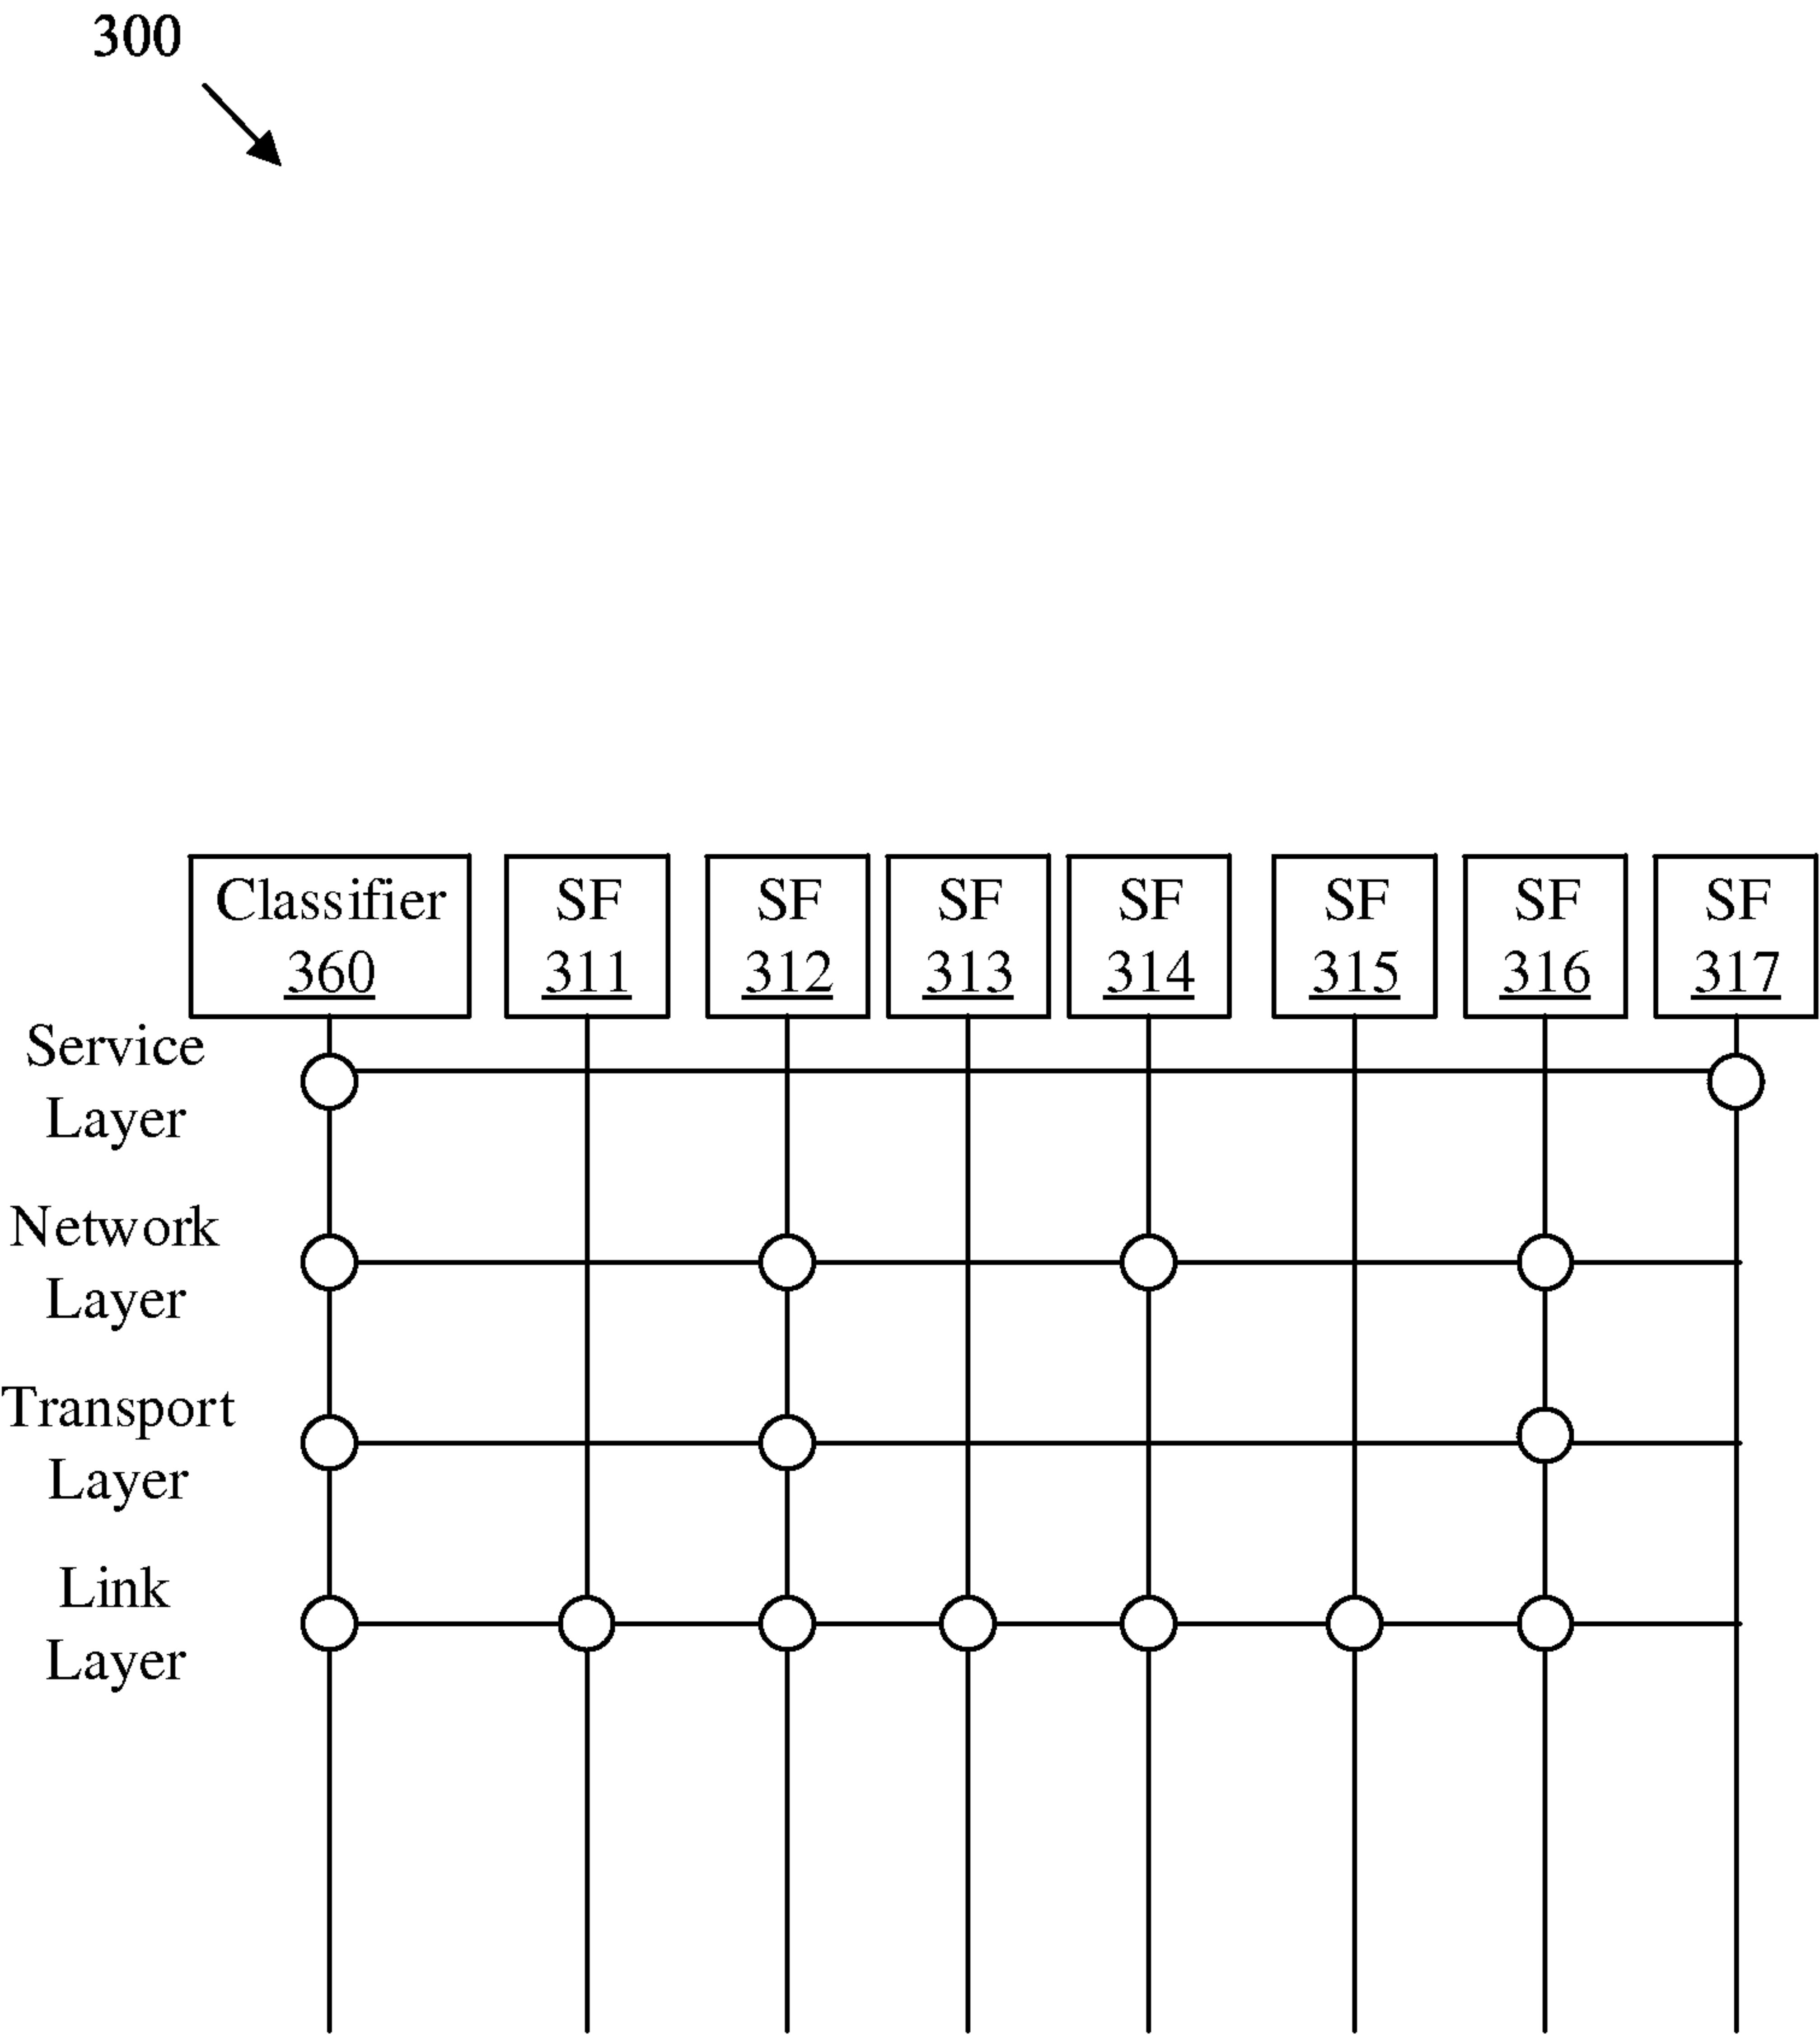 300
Classifier
360
SF
311
SF
312
SF
313
SF
314
SF
315
SF
316
SF
317
Service
Layer
Network
Layer
Transport
Layer
Link
Layer